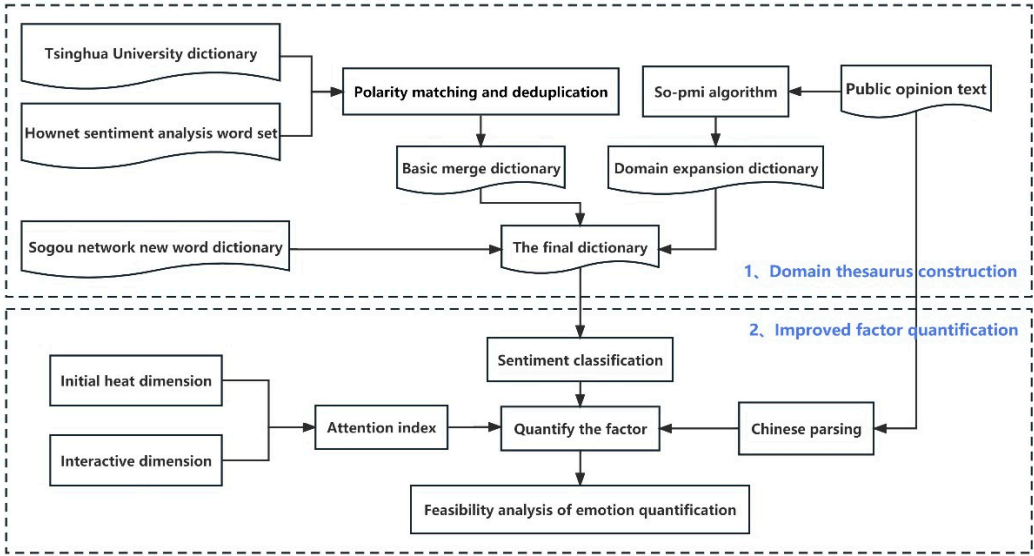 Tsinghua University dictionary
Hownet sentiment analysis word set
Polarity matching and deduplication
So-pmi algorithm
Public opinion text
Basic merge dictionary
Domain expansion dictionary
Sogou network new word dictionary
The final dictionary
1、Domain thesaurus construction
2、Improved factor quantification
Sentiment classification
Initial heat dimension
Interactive dimension
Attention index
Quantify the factor
Chinese parsing
Feasibility analysis of emotion quantification